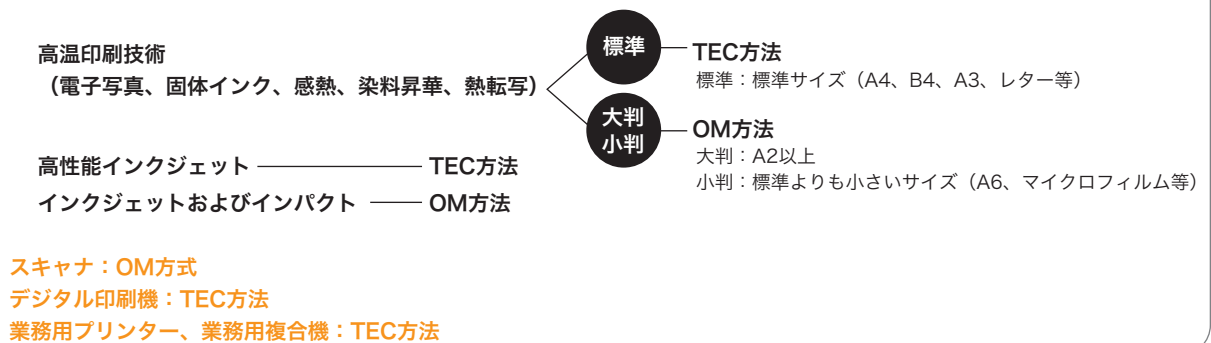 高温印刷技術
（電子写真、固体インク、感熱、染料昇華、熱転写）
標準
TEC方法
標準：標準サイズ（A4、B4、A3、レター等）
大判
小判
OM方法
大判：A2以上
小判：標準よりも小さいサイズ（A6、マイクロフィルム等）
高性能インクジェット
TEC方法
インクジェットおよびインパクト
OM方法
スキャナ：OM方式
デジタル印刷機：TEC方法
業務用プリンター、業務用複合機：TEC方法